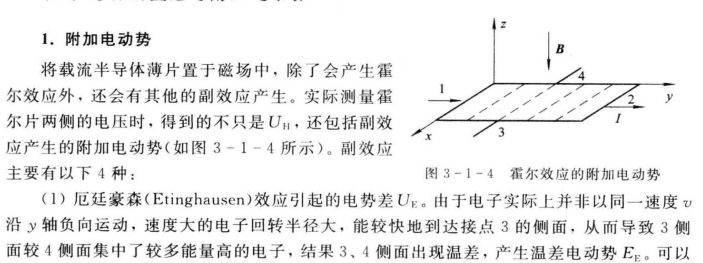 1. 附加电动势
将载流半导体薄片置于磁场中，除了会产生霍
尔效应外，还会有其他的副效应产生。实际测量霍
尔片两侧的电压时，得到的不只是 U_H，还包括副效
应产生的附加电动势(如图 3-1-4 所示)。副效应
主要有以下 4 种：
z
B
4
1
2
y
I
x
3
图 3-1-4 霍尔效应的附加电动势
(1) 厄廷豪森(Etinghausen)效应引起的电势差 U_E。由于电子实际上并非以同一速度 v
沿 y 轴负向运动，速度大的电子回转半径大，能较快地到达接点 3 的侧面，从而导致 3 侧
面较 4 侧面集中了较多能量高的电子，结果 3、4 侧面出现温差，产生温差电动势 E_E。可以